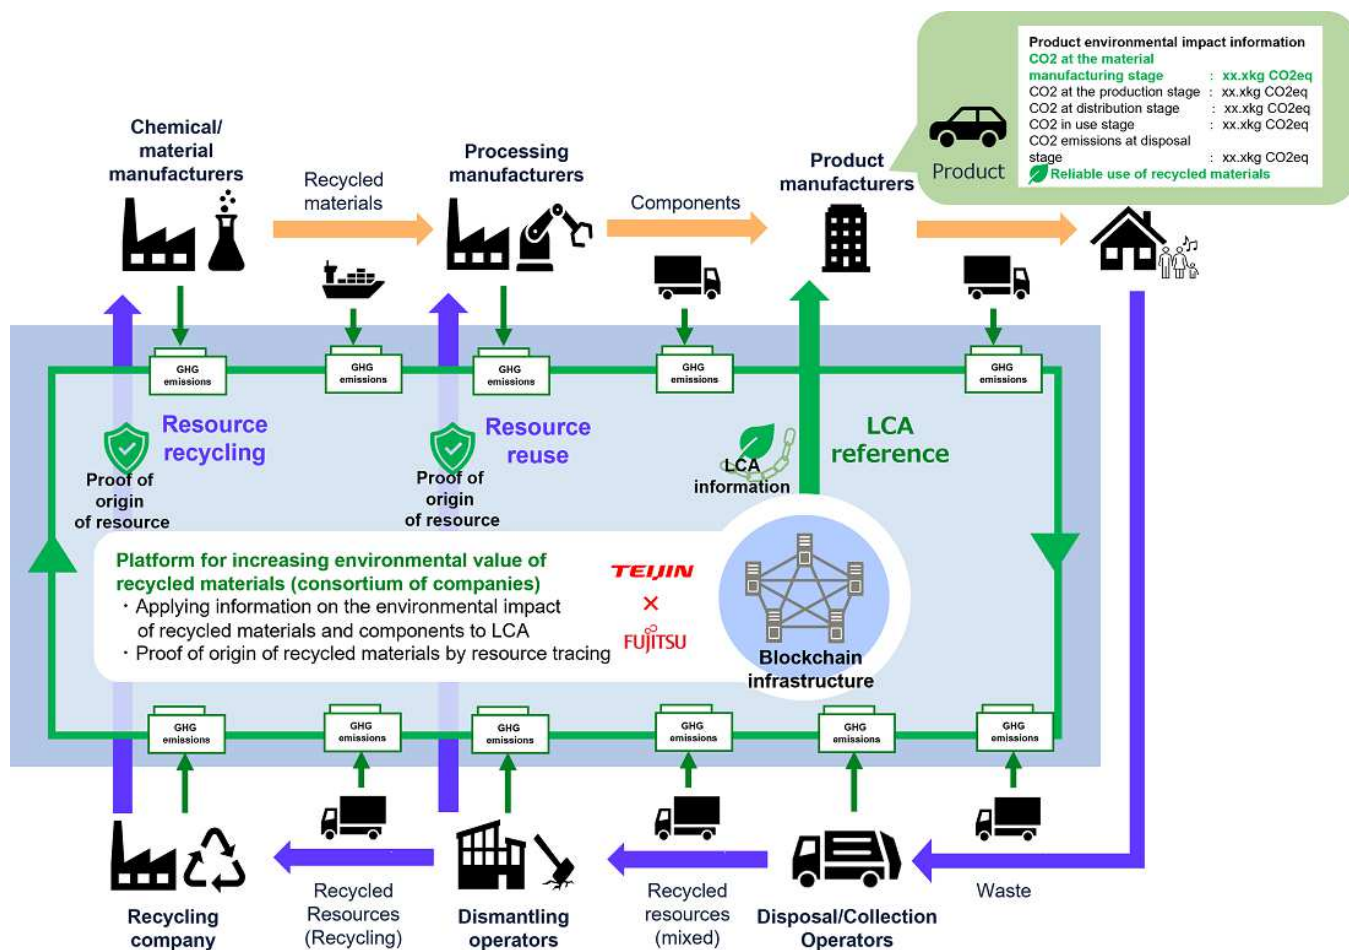 Product environmental impact information
CO2 at the material
manufacturing stage : xx.xkg CO2eq
CO2 at the production stage : xx.xkg CO2eq
CO2 at distribution stage : xx.xkg CO2eq
CO2 in use stage : xx.xkg CO2eq
CO2 emissions at disposal
stage : xx.xkg CO2eq
Reliable use of recycled materials
Product
Chemical/
material
manufacturers
Recycled
materials
Processing
manufacturers
Components
Product
manufacturers
GHG
emissions
GHG
emissions
GHG
emissions
GHG
emissions
GHG
emissions
Resource
recycling
Proof of
origin
of resource
Resource
reuse
Proof of
origin
of resource
LCA
information
LCA
reference
Platform for increasing environmental value of
recycled materials (consortium of companies)
・Applying information on the environmental impact
of recycled materials and components to LCA
・Proof of origin of recycled materials by resource tracing
TEIJIN
×
FUJITSU
Blockchain
infrastructure
GHG
emissions
GHG
emissions
GHG
emissions
GHG
emissions
GHG
emissions
GHG
emissions
Recycling
company
Recycled
Resources
(Recycling)
Dismantling
operators
Recycled
resources
(mixed)
Disposal/Collection
Operators
Waste